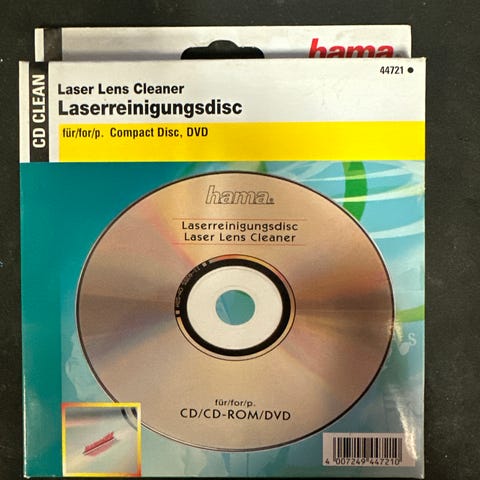 hama
44721
CD CLEAN
Laser Lens Cleaner
Laserreinigungsdisc
für/for/p. Compact Disc, DVD
hama®
Laserreinigungsdisc
Laser Lens Cleaner
für/for/p.
CD/CD-ROM/DVD
4 007249 447210